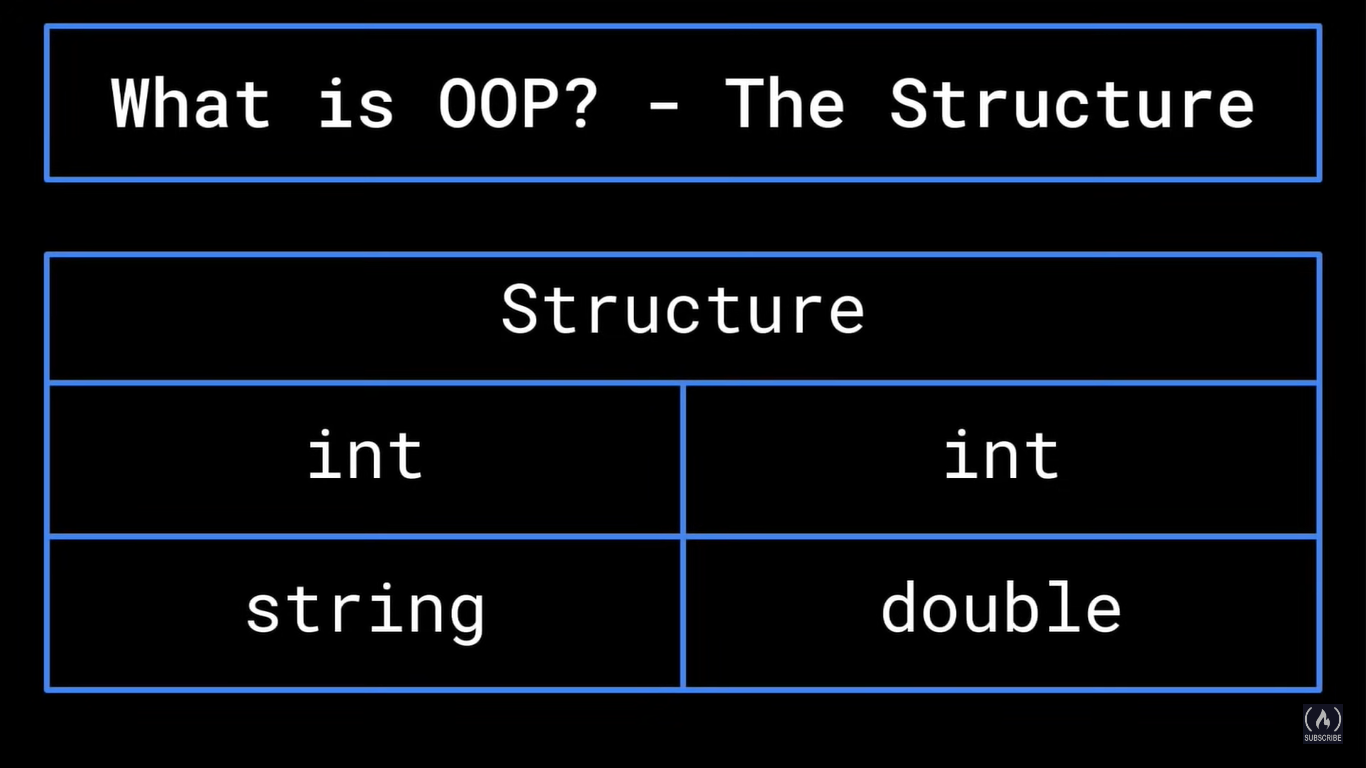 What is OOP? - The Structure
Structure
int int
string double
SUBSCRIBE